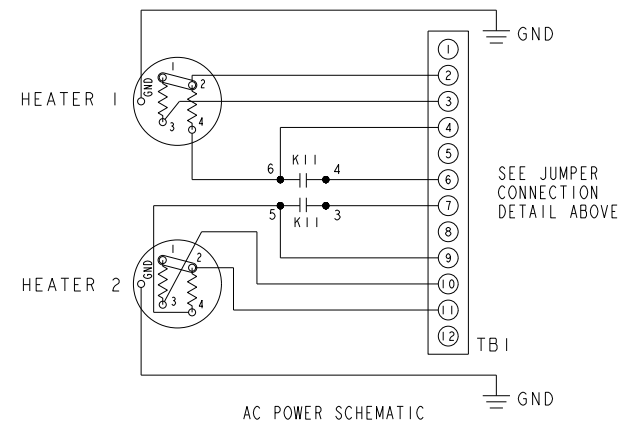 GND
1
2
HEATER 1
GND
1
2
3
4
3
4
5
6
K11
4
6
5
K11
3
7
SEE JUMPER
CONNECTION
DETAIL ABOVE
8
9
HEATER 2
GND
1
2
3
4
10
11
12
TB1
GND
AC POWER SCHEMATIC